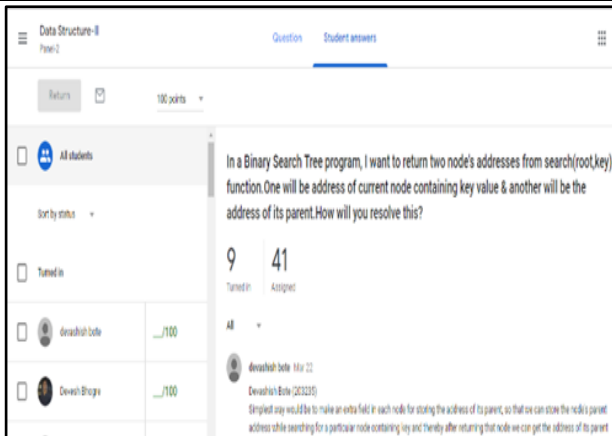 Data Structure-II
Panel-2
Question
Student answers
Return
100 points
All students
Sort by status
Turned in
devashish bote
__/100
Devesh Bhogre
__/100
In a Binary Search Tree program, I want to return two node's addresses from search(root,key)
function.One will be address of current node containing key value & another will be the
address of its parent.How will you resolve this?
9
41
Turned in
Assigned
All
devashish bote Mar 22
Devashish Bote (203235)
Simplest way would be to make an extra field in each node for storing the address of its parent, so that we can store the node's parent
address while searching for a particular node containing key and thereby after returning that node we can get the address of its parent